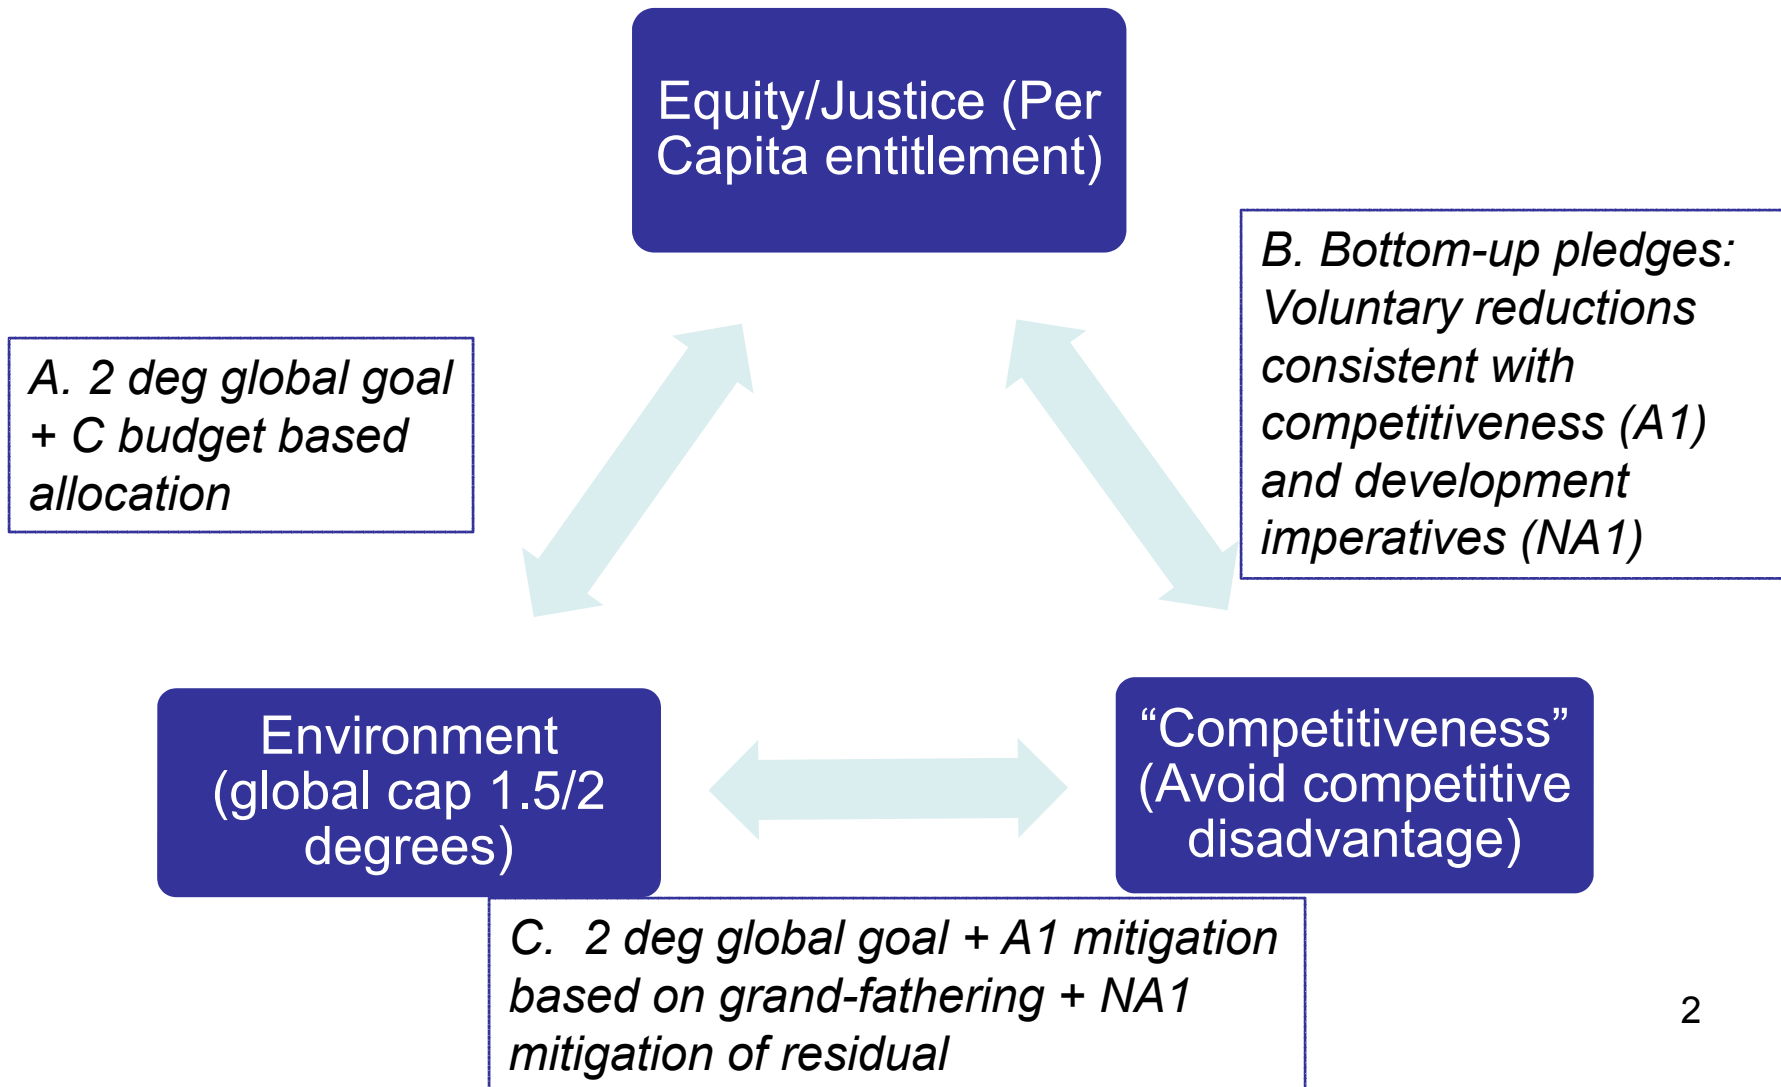 Equity/Justice (Per
Capita entitlement)
A. 2 deg global goal
+ C budget based
allocation
B. Bottom-up pledges:
Voluntary reductions
consistent with
competitiveness (A1)
and development
imperatives (NA1)
Environment
(global cap 1.5/2
degrees)
“Competitiveness”
(Avoid competitive
disadvantage)
C. 2 deg global goal + A1 mitigation
based on grand-fathering + NA1
mitigation of residual
2